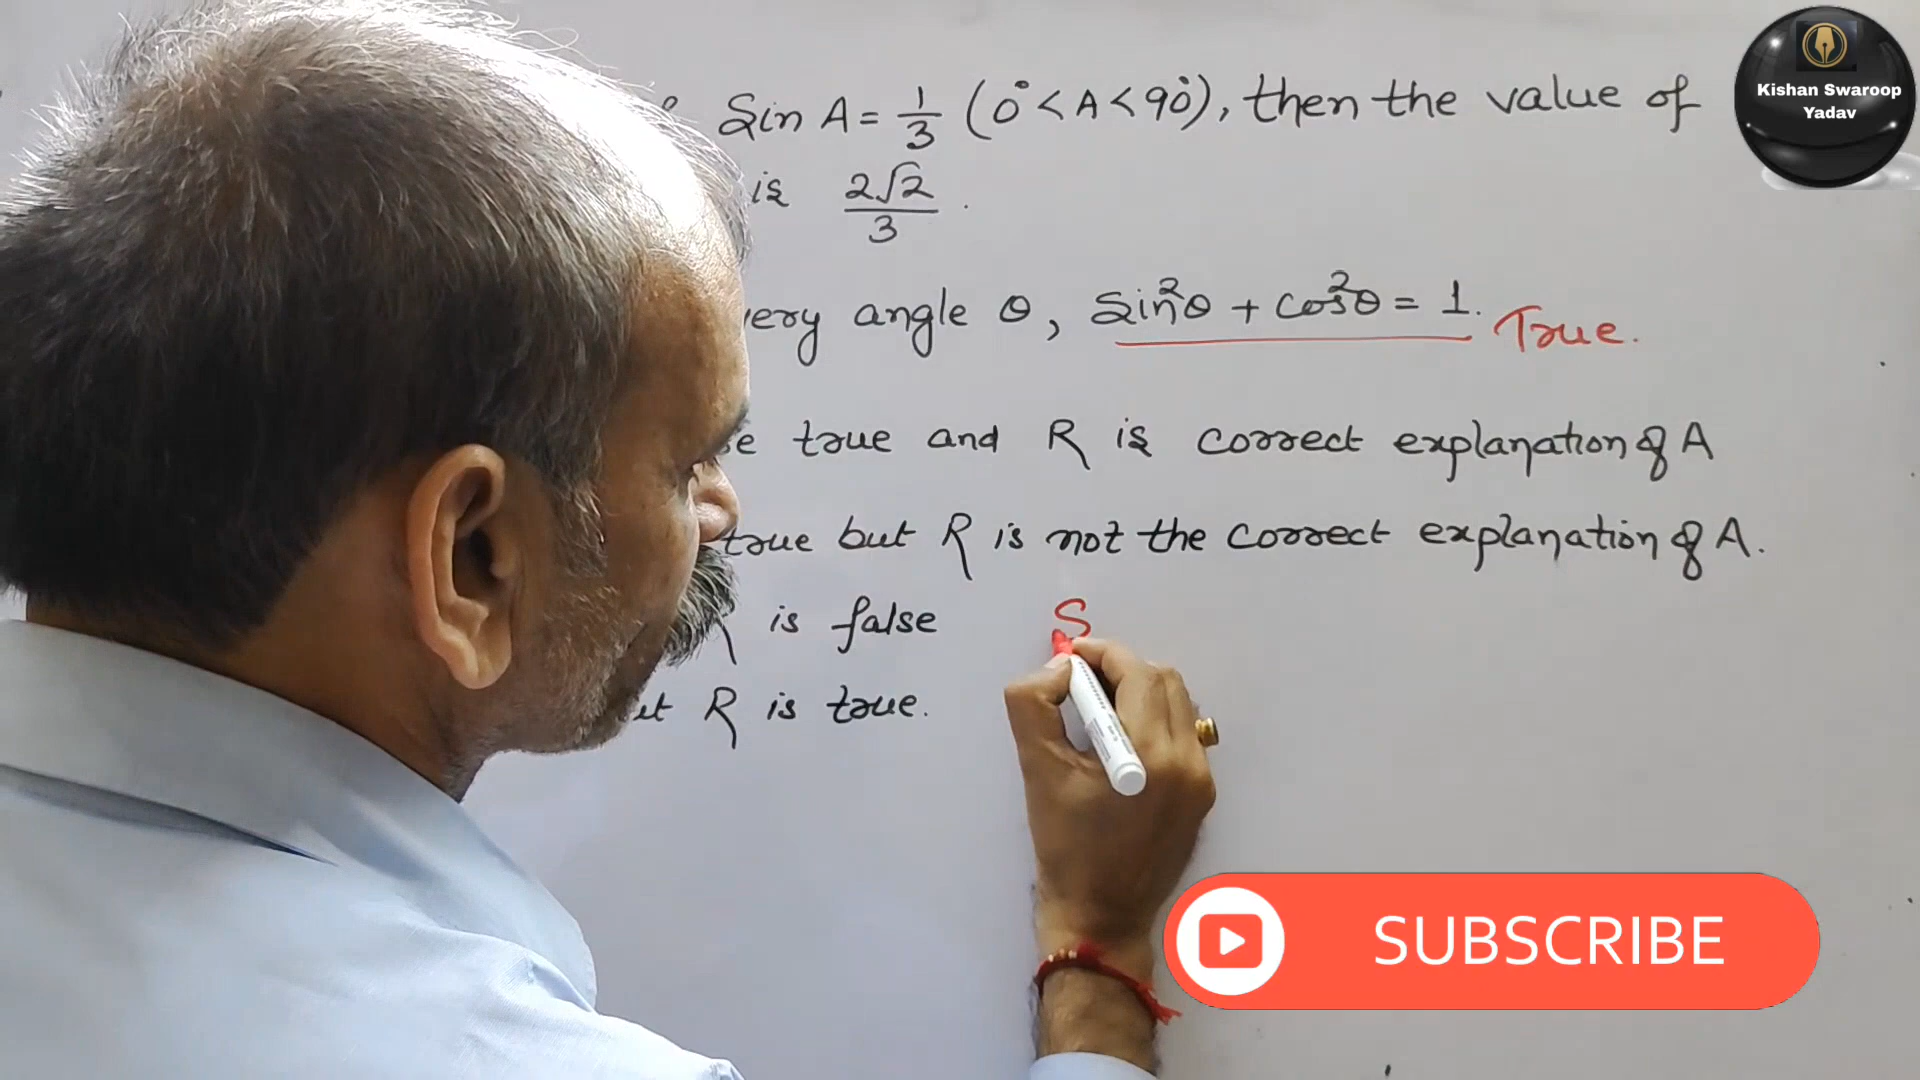 Sin A = 1/3 (0° < A < 90°), then the value of
is 2√2/3 .
every angle θ, Sin²θ + cos²θ = 1. True.
true and R is correct explanation of A
true but R is not the correct explanation of A.
R is false S
R is true.
Kishan Swaroop
Yadav
SUBSCRIBE